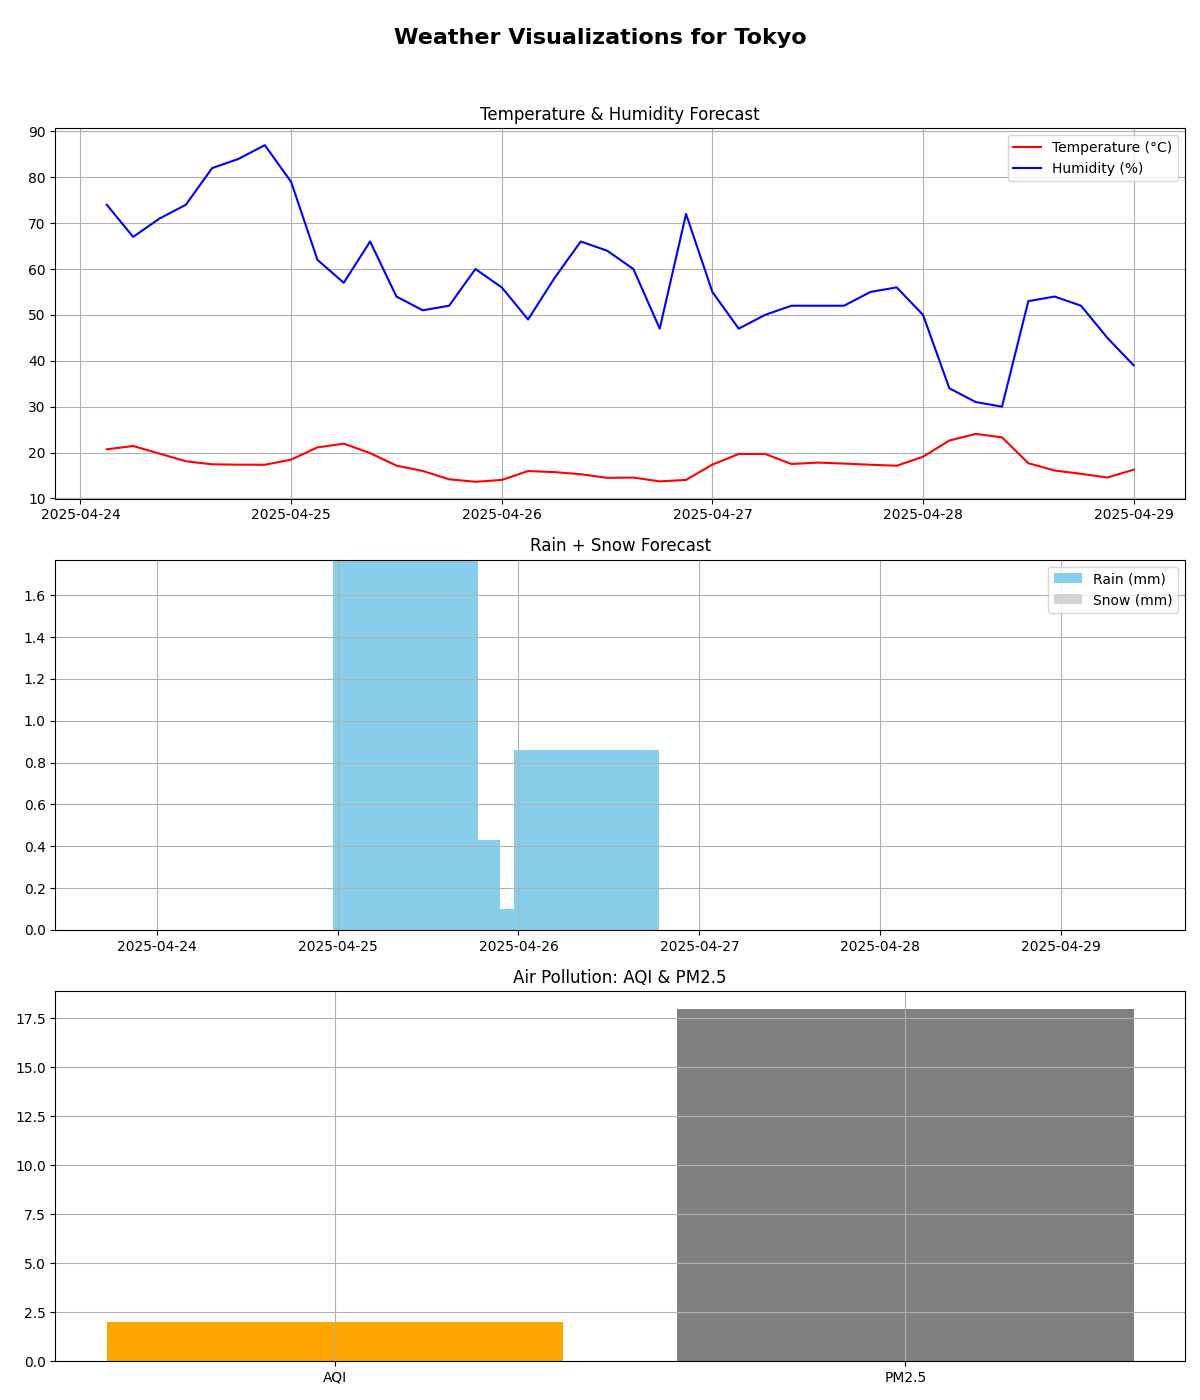 Weather Visualizations for Tokyo
Temperature & Humidity Forecast
Temperature (°C)
Humidity (%)
90
80
70
60
50
40
30
20
10
2025-04-24 2025-04-25 2025-04-26 2025-04-27 2025-04-28 2025-04-29
Rain + Snow Forecast
Rain (mm)
Snow (mm)
1.6
1.4
1.2
1.0
0.8
0.6
0.4
0.2
0.0
2025-04-24 2025-04-25 2025-04-26 2025-04-27 2025-04-28 2025-04-29
Air Pollution: AQI & PM2.5
17.5
15.0
12.5
10.0
7.5
5.0
2.5
0.0
AQI PM2.5